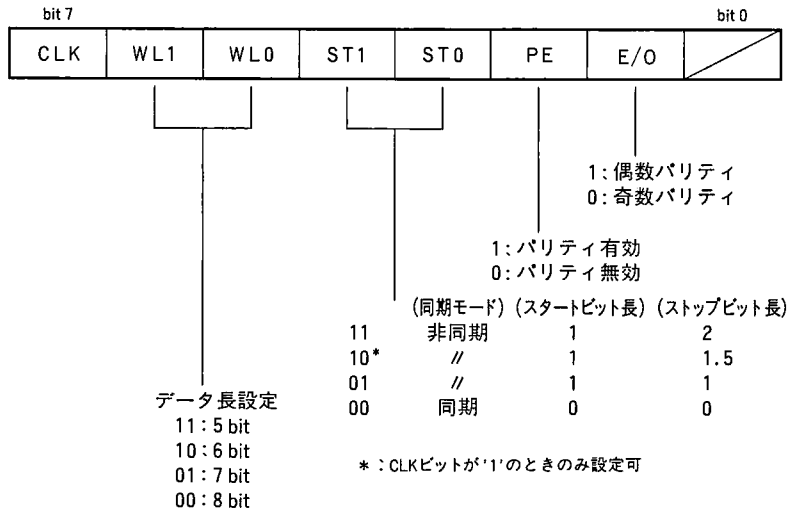 bit 7 bit 0
CLK WL1 WL0 ST1 ST0 PE E/O
1:偶数パリティ
0:奇数パリティ
1:パリティ有効
0:パリティ無効
(同期モード) (スタートビット長) (ストップビット長)
11 非同期 1 2
10* 〃 1 1.5
01 〃 1 1
00 同期 0 0
データ長設定
11:5 bit
10:6 bit
01:7 bit
00:8 bit
*:CLKビットが'1'のときのみ設定可